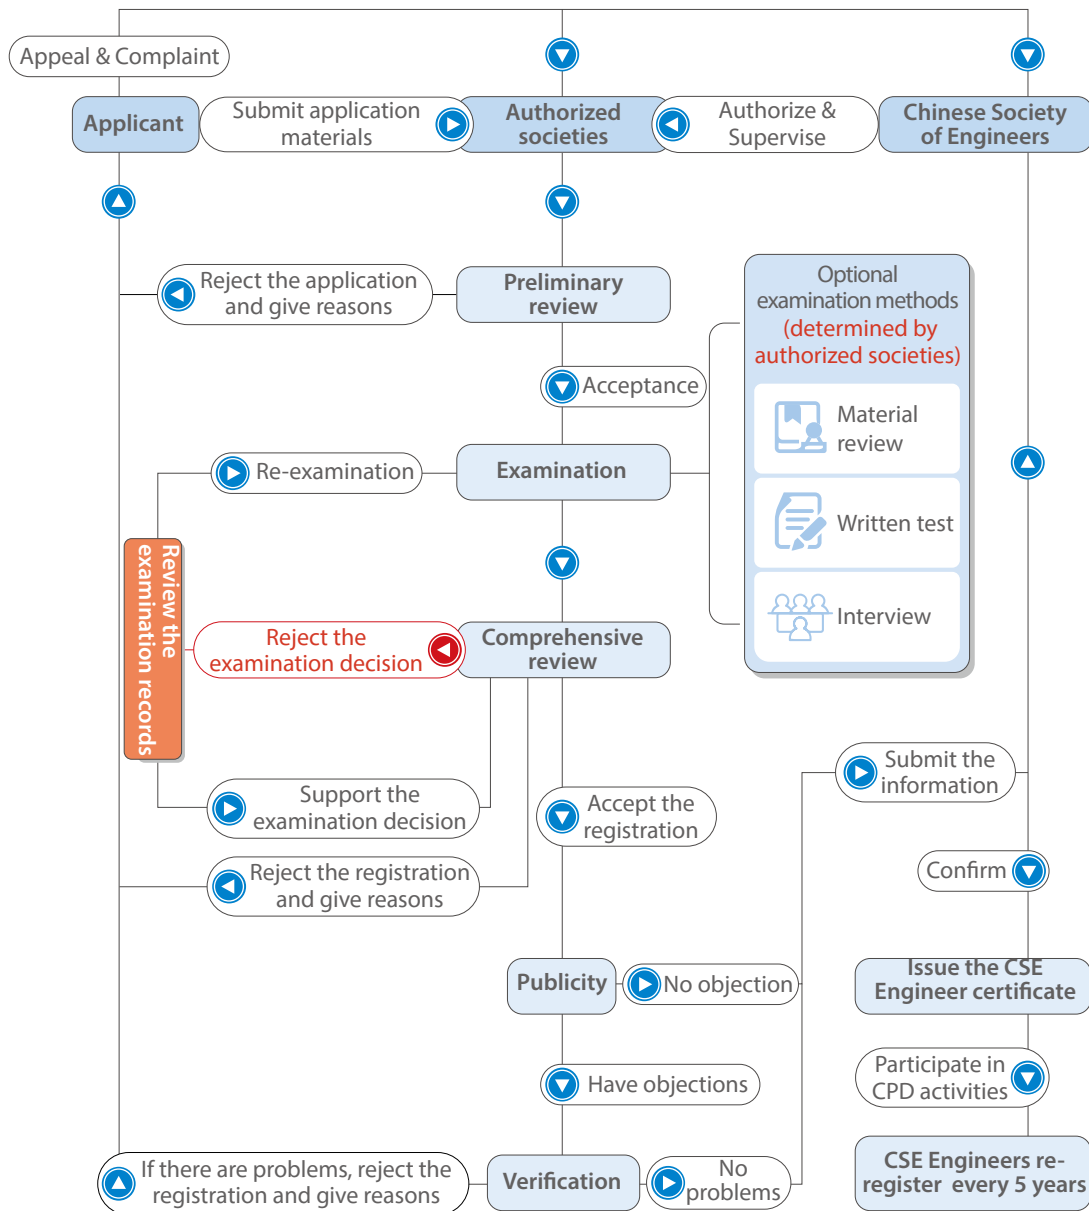 Appeal & Complaint
Applicant
Submit application
materials
Authorized
societies
Authorize &
Supervise
Chinese Society
of Engineers
Reject the application
and give reasons
Preliminary
review
Optional
examination methods
(determined by
authorized societies)
Acceptance
Material
review
Re-examination
Examination
Written test
Review the
examination records
Interview
Reject the
examination decision
Comprehensive
review
Submit the
information
Support the
examination decision
Accept the
registration
Reject the registration
and give reasons
Confirm
Publicity
No objection
Issue the CSE
Engineer certificate
Have objections
Participate in
CPD activities
If there are problems, reject the
registration and give reasons
Verification
No
problems
CSE Engineers re-
register every 5 years